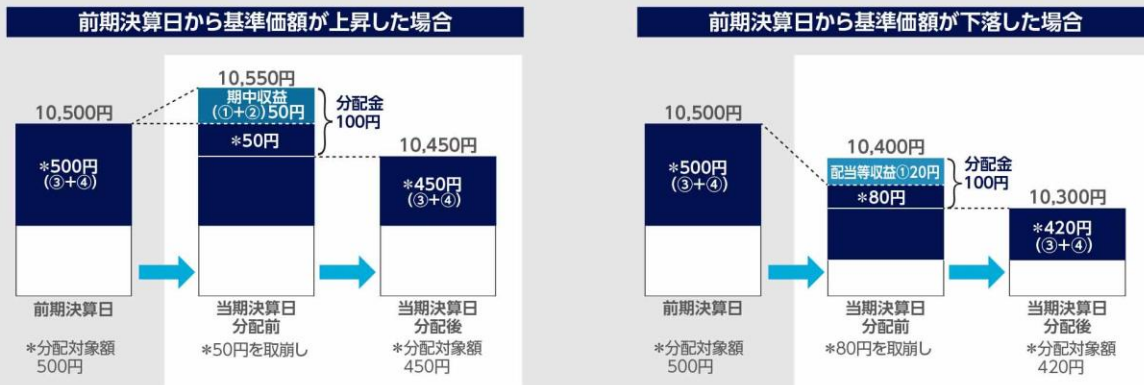 前期決算日から基準価額が上昇した場合
10,500円
*500円
(③+④)
前期決算日
*分配対象額
500円
10,550円
期中収益
(①+②)50円
*50円
分配金
100円
当期決算日
分配前
*50円を取崩し
10,450円
*450円
(③+④)
当期決算日
分配後
*分配対象額
450円
前期決算日から基準価額が下落した場合
10,500円
*500円
(③+④)
前期決算日
*分配対象額
500円
10,400円
配当等収益①20円
*80円
分配金
100円
当期決算日
分配前
*80円を取崩し
10,300円
*420円
(③+④)
当期決算日
分配後
*分配対象額
420円